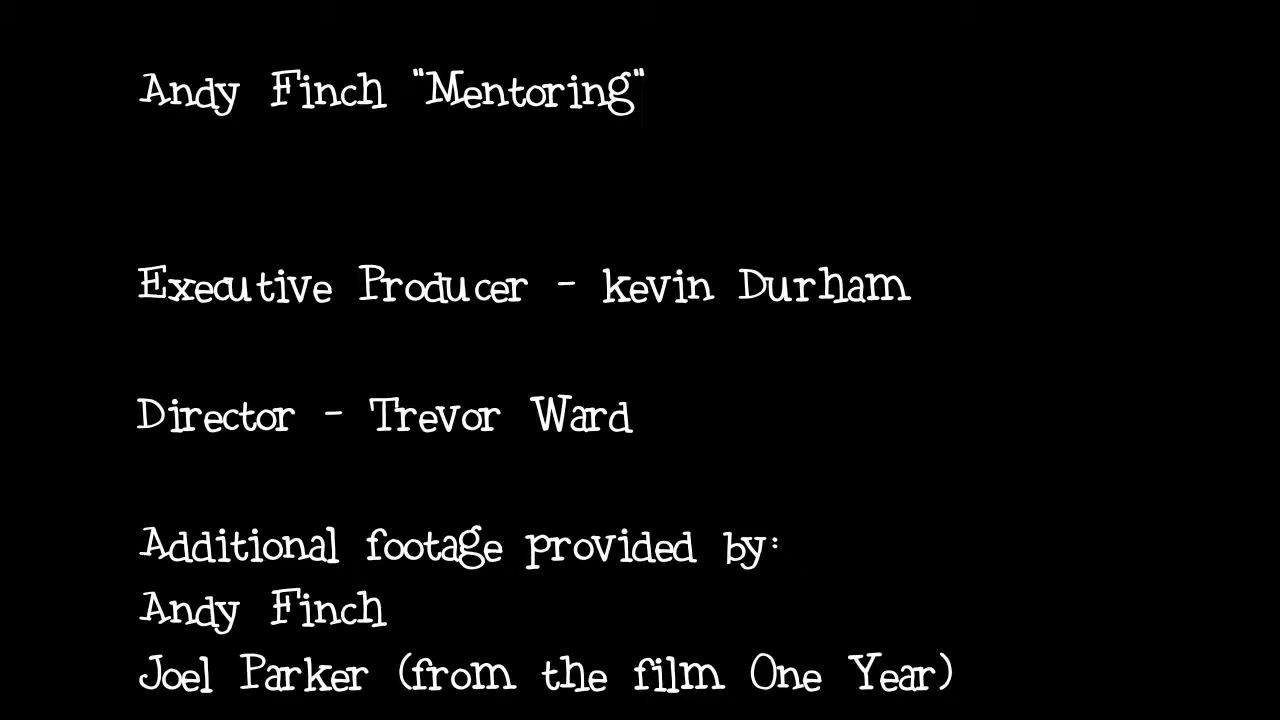 Andy Finch "Mentoring"
Executive Producer - kevin Durham
Director - Trevor Ward
Additional footage provided by:
Andy Finch
Joel Parker (from the film One Year)